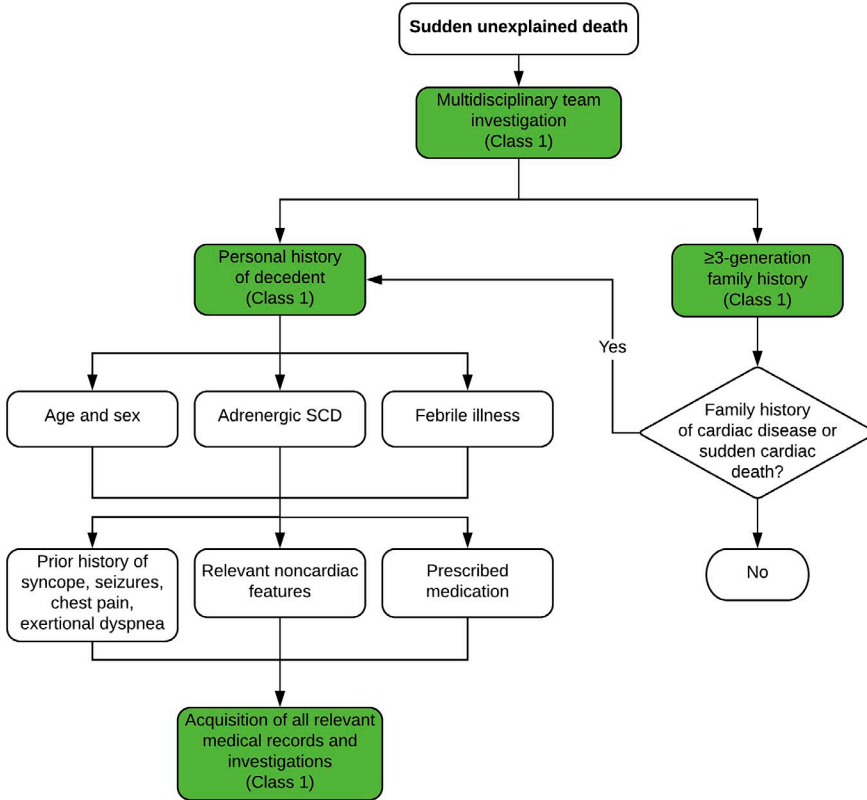 Sudden unexplained death
Multidisciplinary team
investigation
(Class 1)
Personal history
of decedent
(Class 1)
≥3-generation
family history
(Class 1)
Yes
Age and sex
Adrenergic SCD
Febrile illness
Family history
of cardiac disease or
sudden cardiac
death?
Prior history of
syncope, seizures,
chest pain,
exertional dyspnea
Relevant noncardiac
features
Prescribed
medication
No
Acquisition of all relevant
medical records and
investigations
(Class 1)